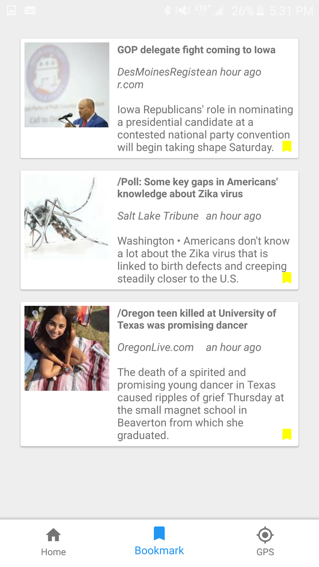 LTE 26% 5:31 PM
GOP delegate fight coming to Iowa
DesMoinesRegiste an hour ago
r.com
Iowa Republicans' role in nominating
a presidential candidate at a
contested national party convention
will begin taking shape Saturday.
/Poll: Some key gaps in Americans'
knowledge about Zika virus
Salt Lake Tribune an hour ago
Washington • Americans don't know
a lot about the Zika virus that is
linked to birth defects and creeping
steadily closer to the U.S.
/Oregon teen killed at University of
Texas was promising dancer
OregonLive.com an hour ago
The death of a spirited and
promising young dancer in Texas
caused ripples of grief Thursday at
the small magnet school in
Beaverton from which she
graduated.
Home Bookmark GPS